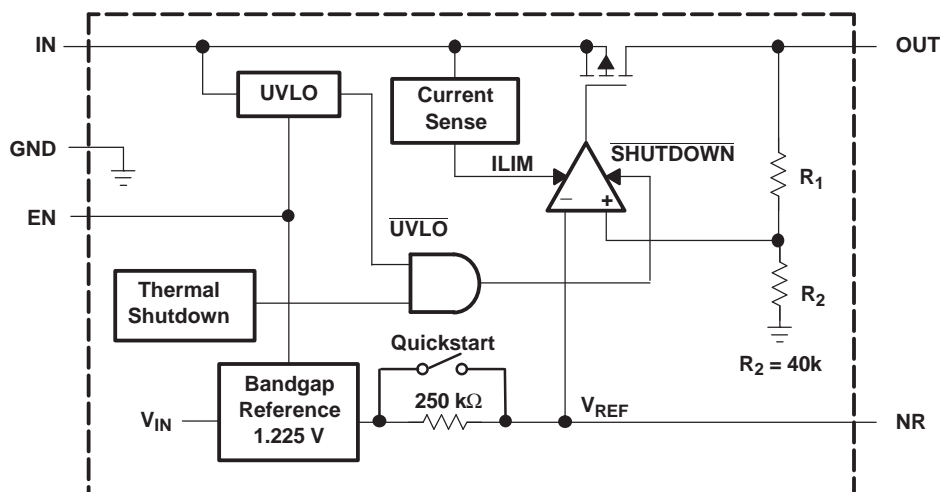 IN
OUT
UVLO
Current
Sense
GND
ILIM
SHUTDOWN
R1
EN
UVLO
− +
Thermal
Shutdown
R2
Quickstart
R2 = 40k
Bandgap
Reference
1.225 V
250 kΩ
VIN
VREF
NR